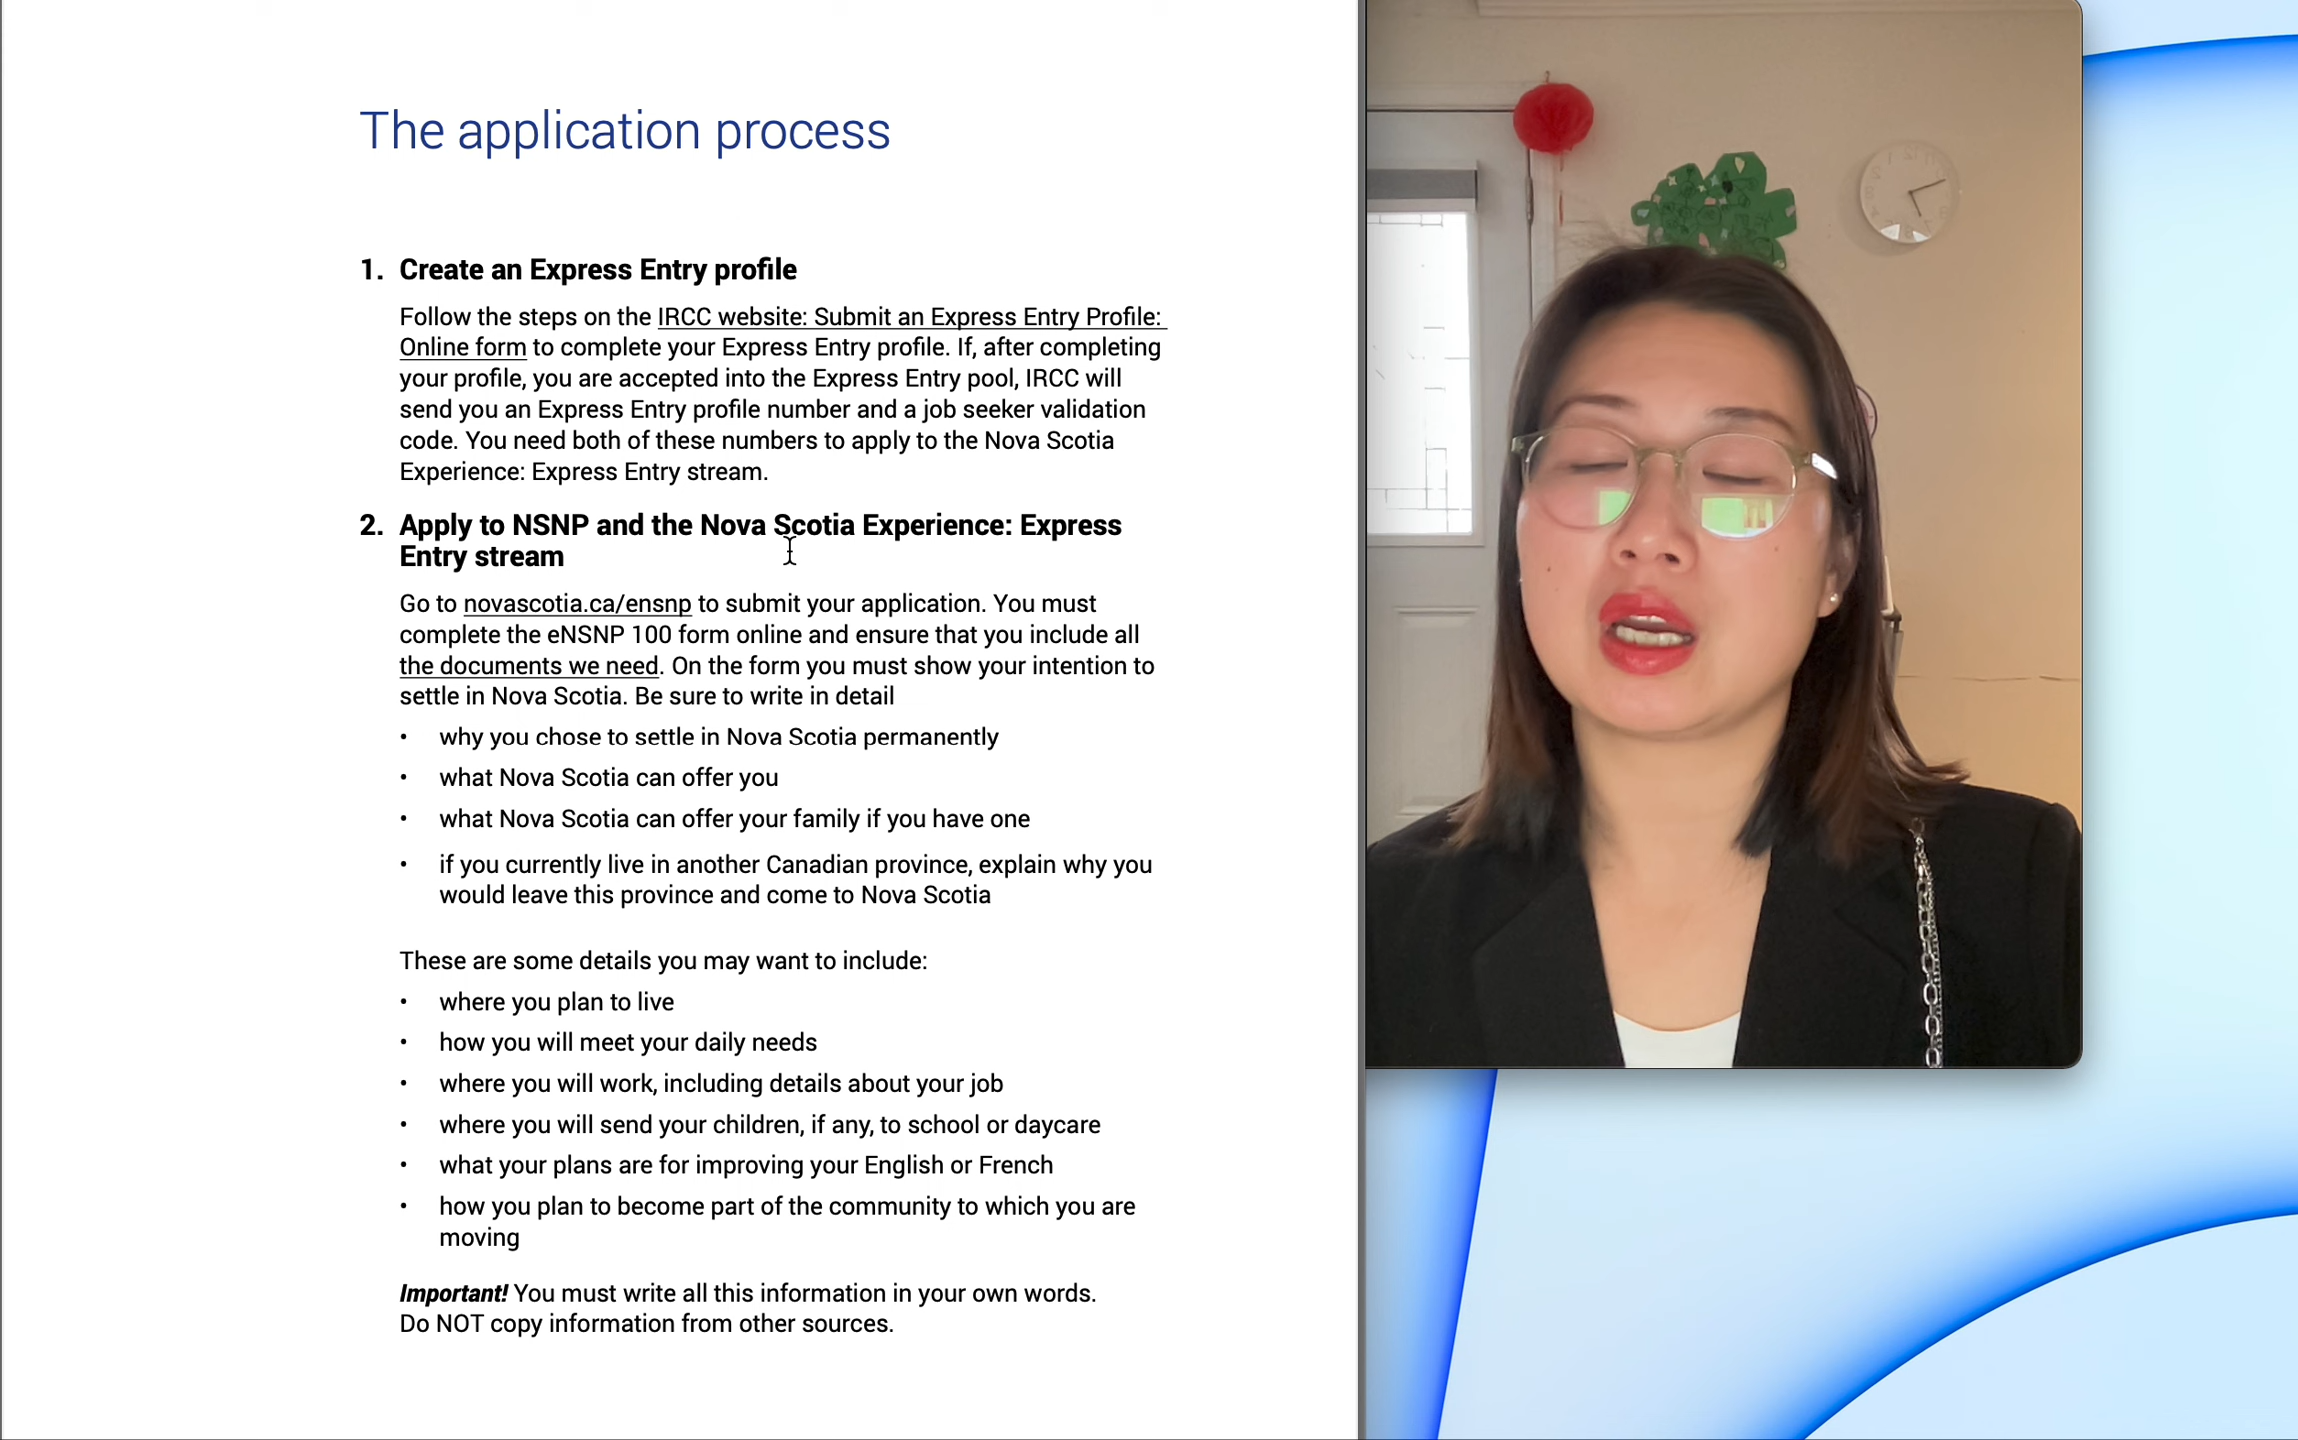 The application process
1. Create an Express Entry profile
Follow the steps on the IRCC website: Submit an Express Entry Profile:
Online form to complete your Express Entry profile. If, after completing
your profile, you are accepted into the Express Entry pool, IRCC will
send you an Express Entry profile number and a job seeker validation
code. You need both of these numbers to apply to the Nova Scotia
Experience: Express Entry stream.
2. Apply to NSNP and the Nova Scotia Experience: Express
Entry stream
Go to novascotia.ca/ensnp to submit your application. You must
complete the eNSNP 100 form online and ensure that you include all
the documents we need. On the form you must show your intention to
settle in Nova Scotia. Be sure to write in detail
• why you chose to settle in Nova Scotia permanently
• what Nova Scotia can offer you
• what Nova Scotia can offer your family if you have one
• if you currently live in another Canadian province, explain why you
would leave this province and come to Nova Scotia
These are some details you may want to include:
• where you plan to live
• how you will meet your daily needs
• where you will work, including details about your job
• where you will send your children, if any, to school or daycare
• what your plans are for improving your English or French
• how you plan to become part of the community to which you are
moving
Important! You must write all this information in your own words.
Do NOT copy information from other sources.